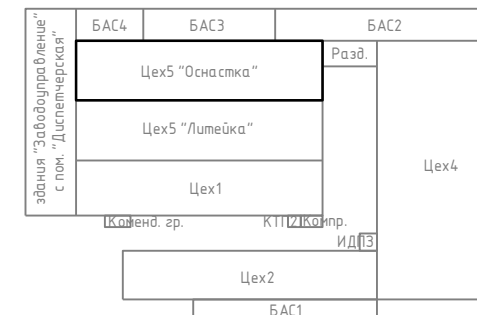 здания "Заводоуправление"
с пом. "Диспетчерская"
БАС4
БАС3
БАС2
Цех5 "Оснастка"
Разд.
Цех5 "Литейка"
Цех4
Цех1
Коменд. гр.
КТП2
Компр.
ИДПЗ
Цех2
БАС1